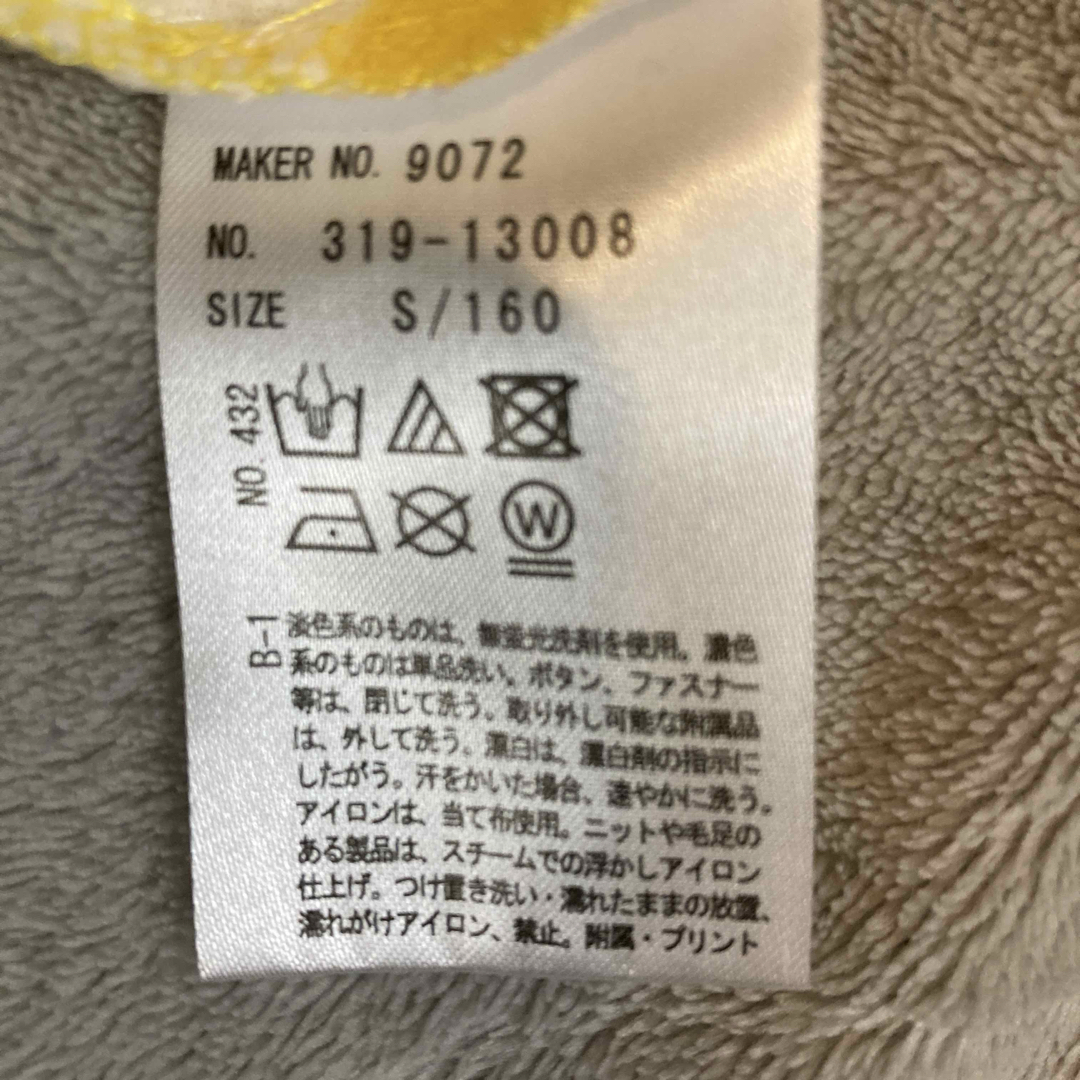 MAKER NO. 9072
NO. 319-13008
SIZE S/160
NO. 432
W
B-1
淡色系のものは、無蛍光洗剤を使用。濃色
系のものは単品洗い、ボタン、ファスナー
等は、閉じて洗う。取り外し可能な附属品
は、外して洗う。漂白は、漂白剤の指示に
したがう。汗をかいた場合、速やかに洗う。
アイロンは、当て布使用。ニットや毛足の
ある製品は、スチームでの浮かしアイロン
仕上げ。つけ置き洗い・濡れたままの放置、
濡れがけアイロン、禁止。附属・プリント